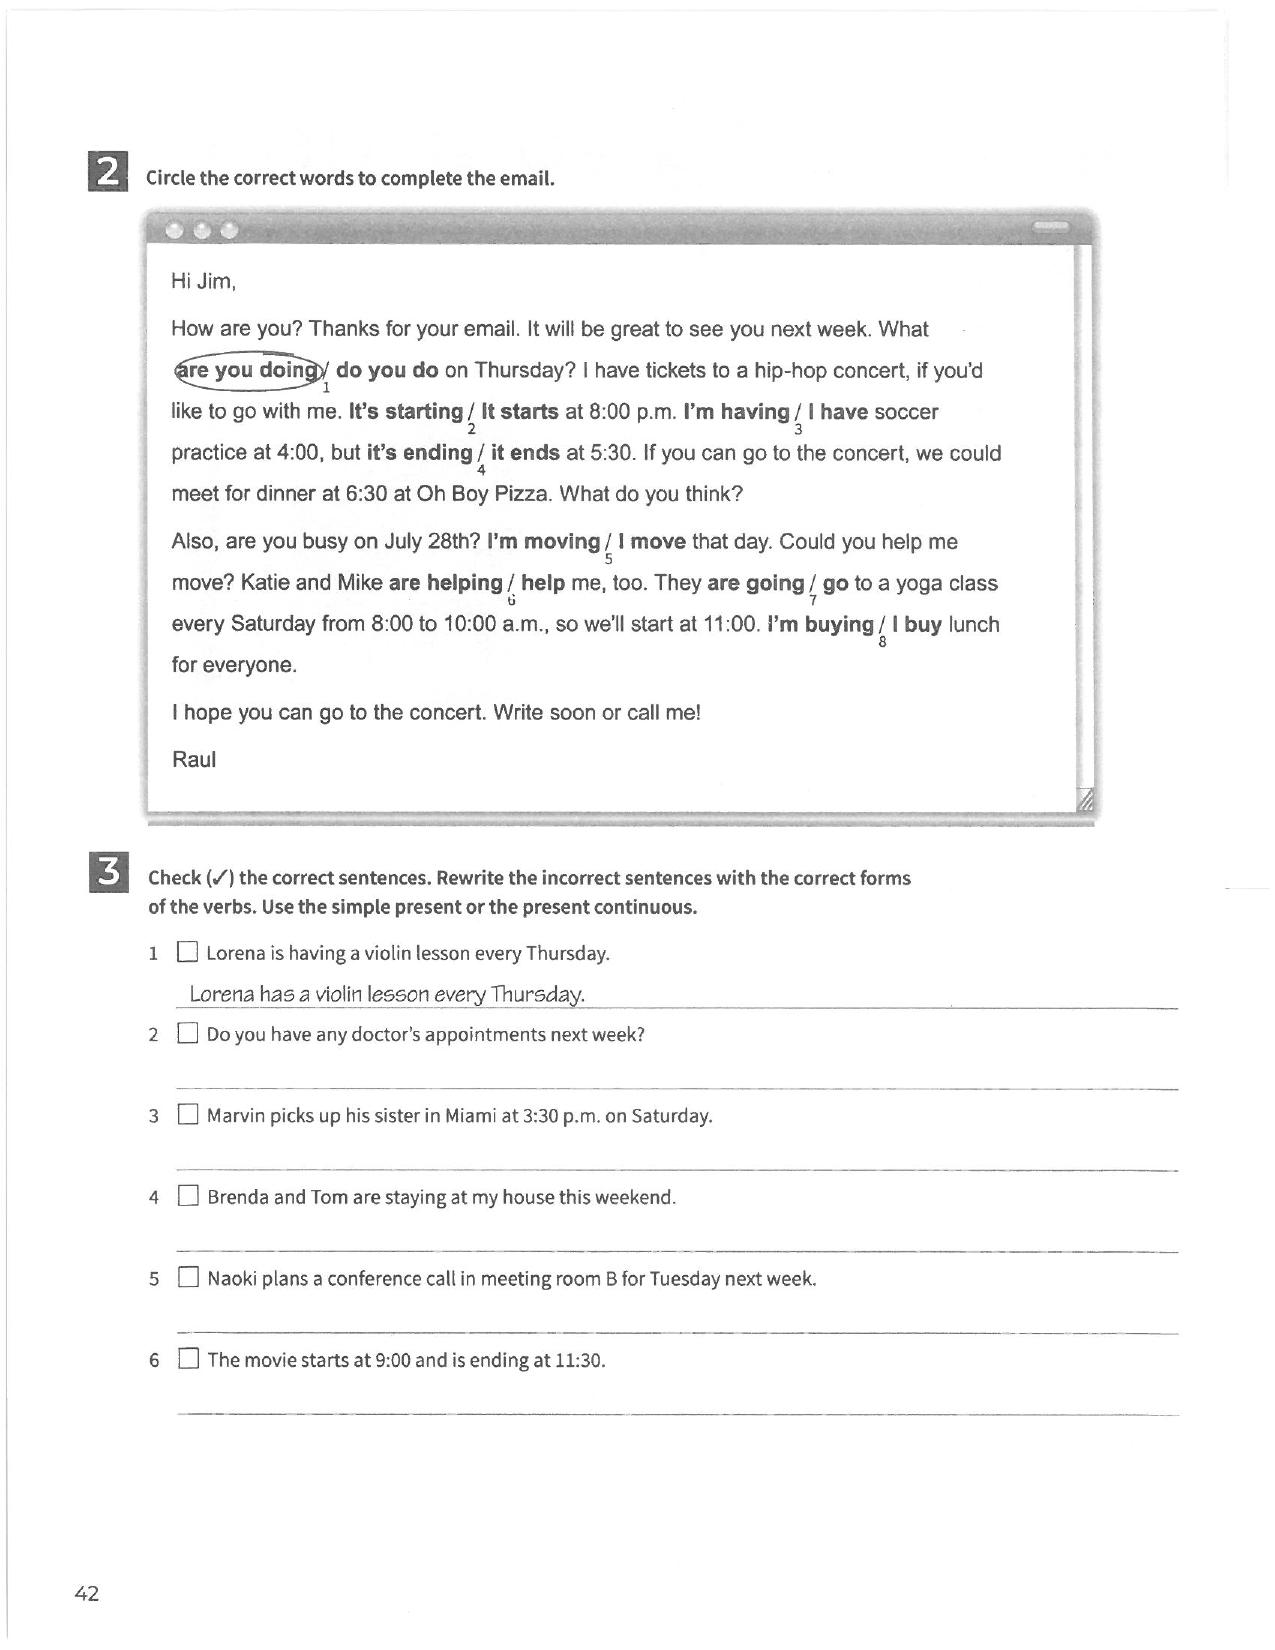 2 Circle the correct words to complete the email.
Hi Jim,
How are you? Thanks for your email. It will be great to see you next week. What
are you doing / do you do on Thursday? I have tickets to a hip-hop concert, if you'd
1
like to go with me. It's starting / It starts at 8:00 p.m. I'm having / I have soccer
2 3
practice at 4:00, but it's ending / it ends at 5:30. If you can go to the concert, we could
4
meet for dinner at 6:30 at Oh Boy Pizza. What do you think?
Also, are you busy on July 28th? I'm moving / I move that day. Could you help me
5
move? Katie and Mike are helping / help me, too. They are going / go to a yoga class
6 7
every Saturday from 8:00 to 10:00 a.m., so we'll start at 11:00. I'm buying / I buy lunch
8
for everyone.
I hope you can go to the concert. Write soon or call me!
Raul
3 Check (✓) the correct sentences. Rewrite the incorrect sentences with the correct forms
of the verbs. Use the simple present or the present continuous.
1 □ Lorena is having a violin lesson every Thursday.
Lorena has a violin lesson every Thursday.
2 □ Do you have any doctor's appointments next week?
3 □ Marvin picks up his sister in Miami at 3:30 p.m. on Saturday.
4 □ Brenda and Tom are staying at my house this weekend.
5 □ Naoki plans a conference call in meeting room B for Tuesday next week.
6 □ The movie starts at 9:00 and is ending at 11:30.
42